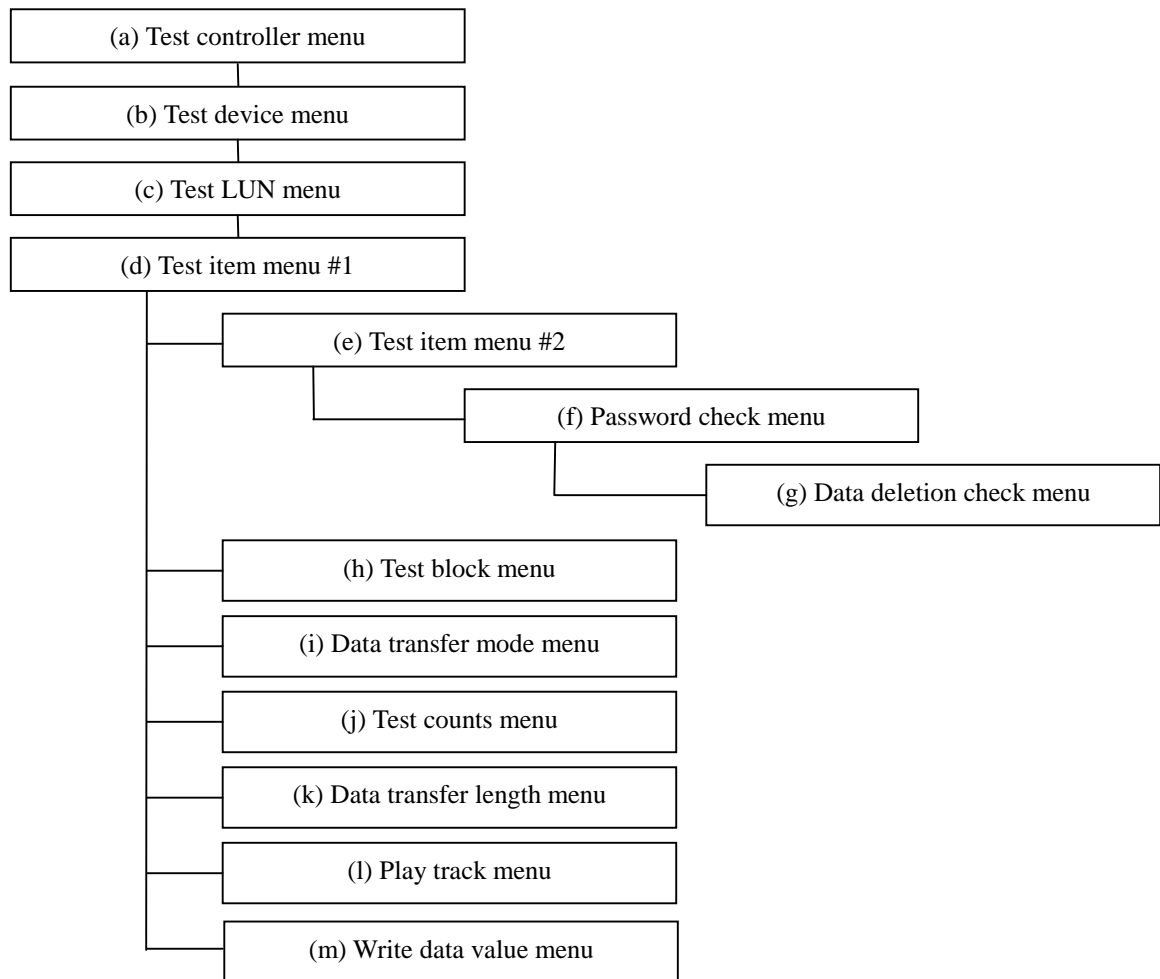 (a) Test controller menu
(b) Test device menu
(c) Test LUN menu
(d) Test item menu #1
(e) Test item menu #2
(f) Password check menu
(g) Data deletion check menu
(h) Test block menu
(i) Data transfer mode menu
(j) Test counts menu
(k) Data transfer length menu
(l) Play track menu
(m) Write data value menu